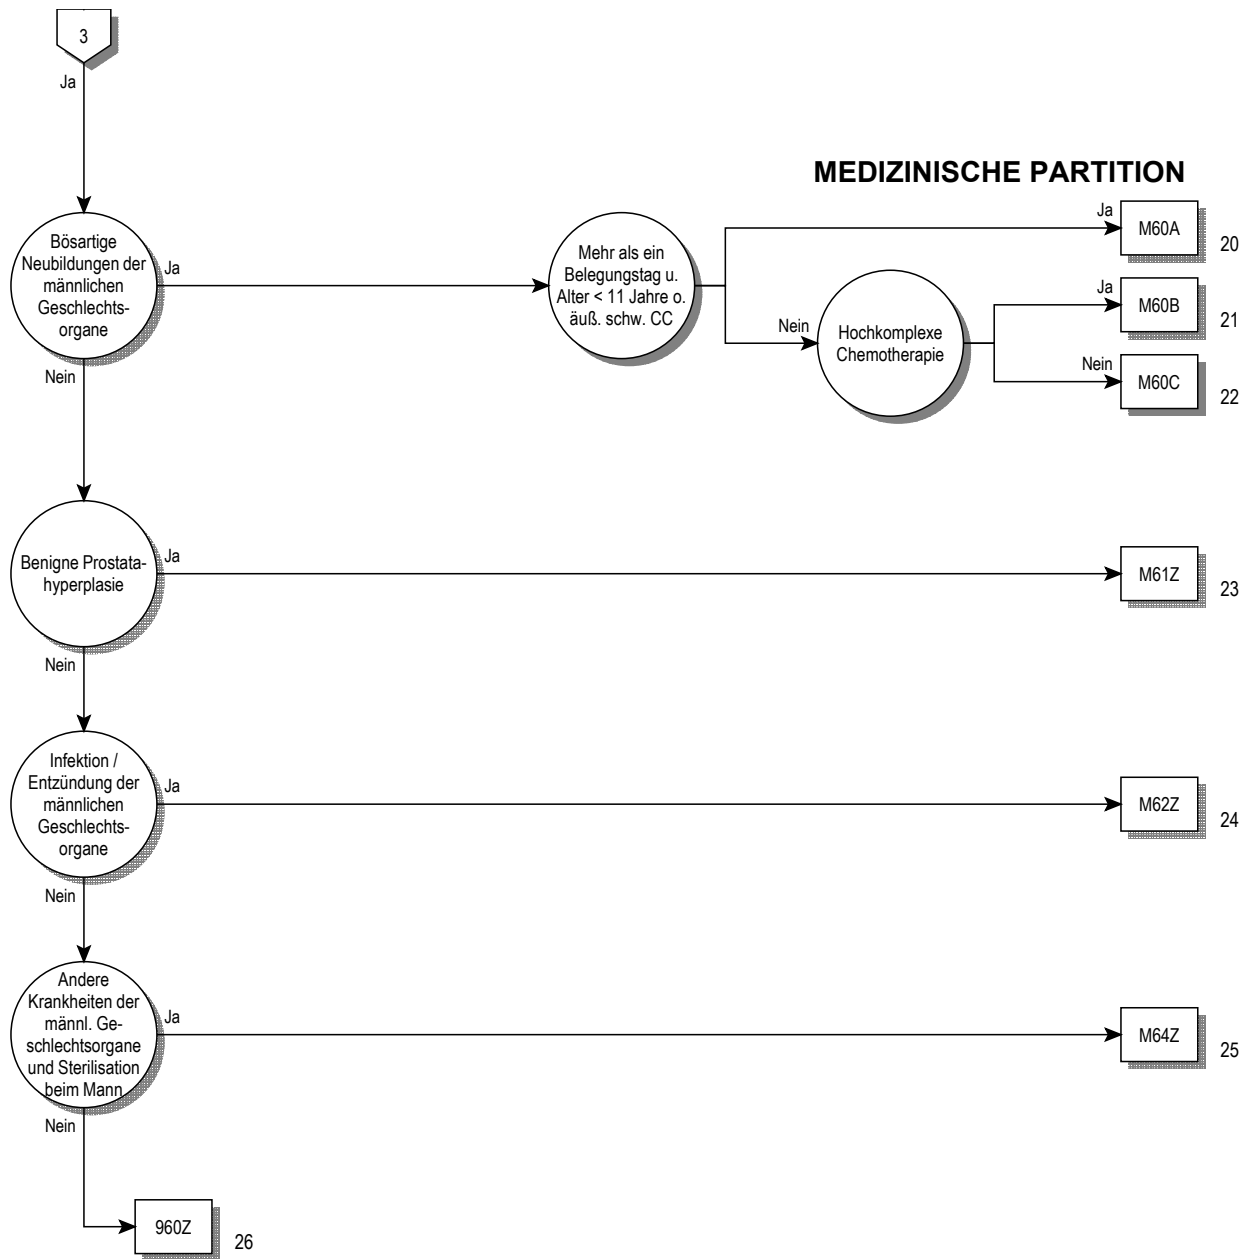 3
Ja
MEDIZINISCHE PARTITION
Bösartige
Neubildungen der
männlichen
Geschlechts-
organe
Ja
Mehr als ein
Belegungstag u.
Alter < 11 Jahre o.
äuß. schw. CC
Ja
M60A
20
Nein
Hochkomplexe
Chemotherapie
Ja
M60B
21
Nein
M60C
22
Nein
Benigne Prostata-
hyperplasie
Ja
M61Z
23
Nein
Infektion /
Entzündung der
männlichen
Geschlechts-
organe
Ja
M62Z
24
Nein
Andere
Krankheiten der
männl. Ge-
schlechtsorgane
und Sterilisation
beim Mann
Ja
M64Z
25
Nein
960Z
26